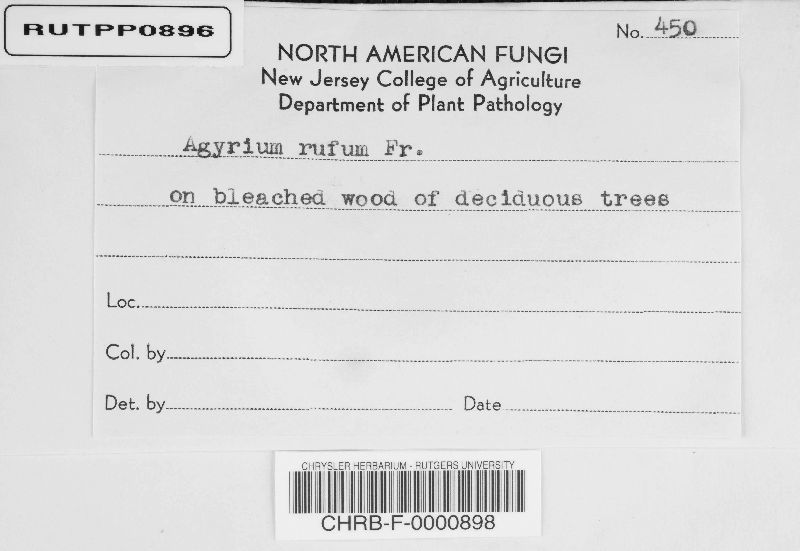 RUTPP0896
No. 450
NORTH AMERICAN FUNGI
New Jersey College of Agriculture
Department of Plant Pathology
Agyrium rufum Fr.
on bleached wood of deciduous trees
Loc.
Col. by
Det. by Date
CHRYSLER HERBARIUM - RUTGERS UNIVERSITY
CHRB-F-0000898